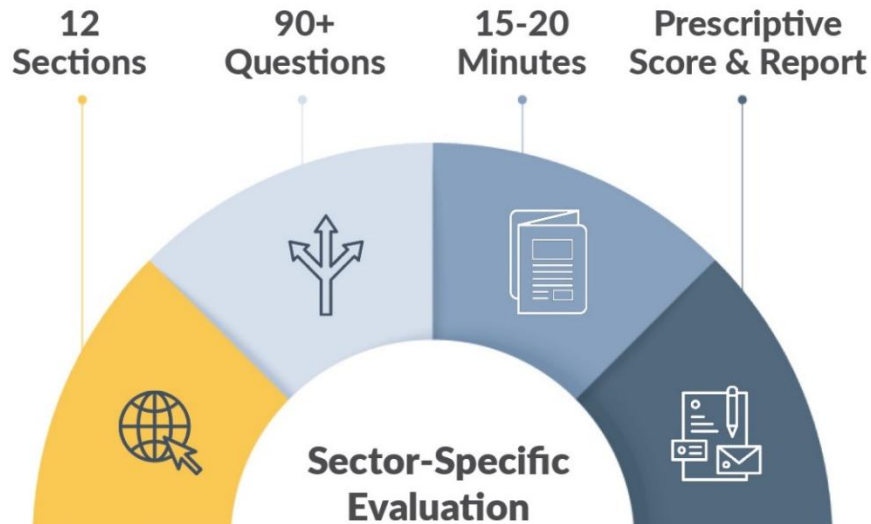 12
Sections
90+
Questions
15-20
Minutes
Prescriptive
Score & Report
Sector-Specific
Evaluation